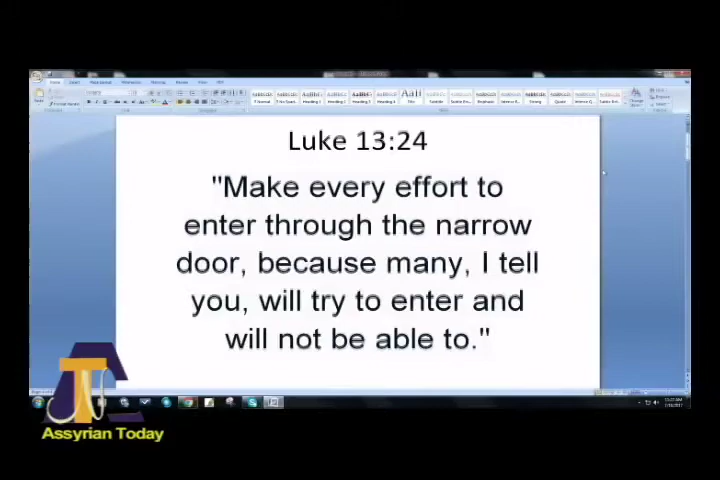 Luke 13:24
"Make every effort to
enter through the narrow
door, because many, I tell
you, will try to enter and
will not be able to."
Assyrian Today